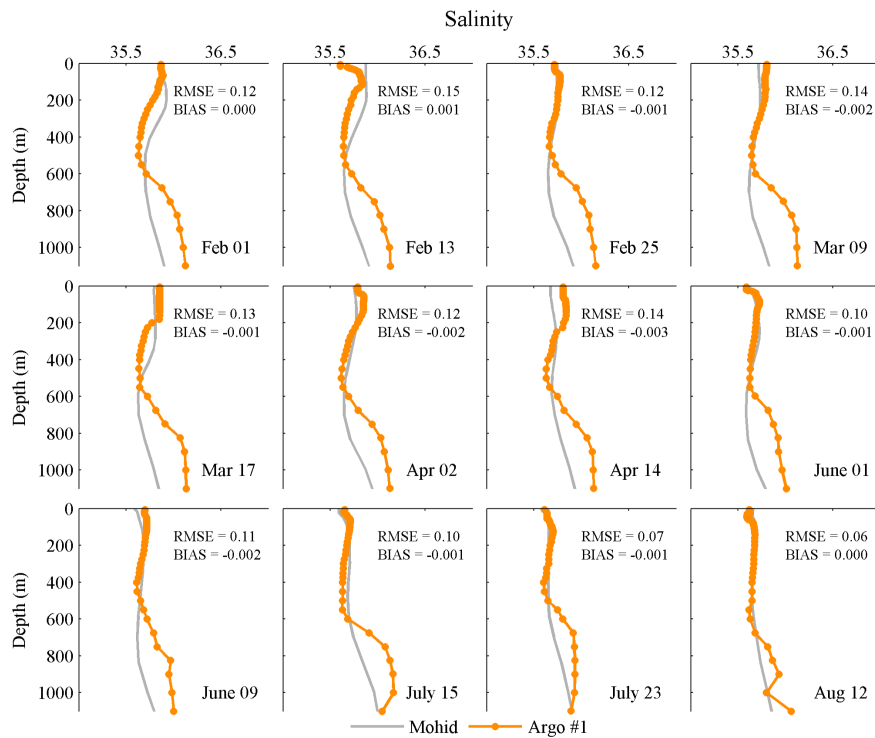 Salinity
35.5 36.5 35.5 36.5 35.5 36.5 35.5 36.5
Depth (m)
0
200
400
600
800
1000
RMSE = 0.12
BIAS = 0.000
Feb 01
RMSE = 0.15
BIAS = 0.001
Feb 13
RMSE = 0.12
BIAS = -0.001
Feb 25
RMSE = 0.14
BIAS = -0.002
Mar 09
Depth (m)
0
200
400
600
800
1000
RMSE = 0.13
BIAS = -0.001
Mar 17
RMSE = 0.12
BIAS = -0.002
Apr 02
RMSE = 0.14
BIAS = -0.003
Apr 14
RMSE = 0.10
BIAS = -0.001
June 01
Depth (m)
0
200
400
600
800
1000
RMSE = 0.11
BIAS = -0.002
June 09
RMSE = 0.10
BIAS = -0.001
July 15
RMSE = 0.07
BIAS = -0.001
July 23
RMSE = 0.06
BIAS = 0.000
Aug 12
Mohid Argo #1